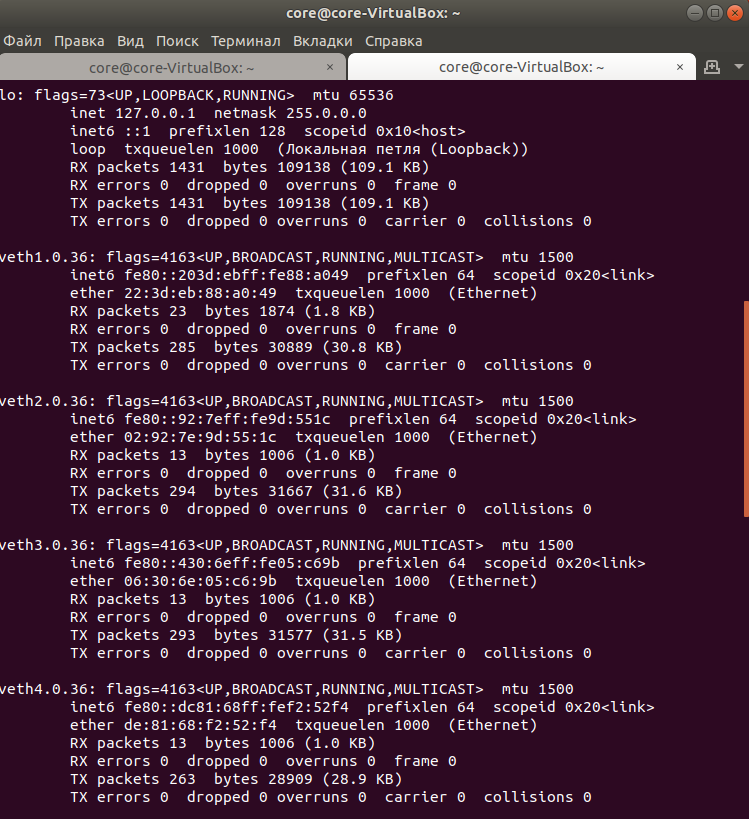 core@core-VirtualBox: ~
Файл Правка Вид Поиск Терминал Вкладки Справка
core@core-VirtualBox: ~ × core@core-VirtualBox: ~ ×
lo: flags=73<UP,LOOPBACK,RUNNING>  mtu 65536
        inet 127.0.0.1  netmask 255.0.0.0
        inet6 ::1  prefixlen 128  scopeid 0x10<host>
        loop  txqueuelen 1000  (Локальная петля (Loopback))
        RX packets 1431  bytes 109138 (109.1 KB)
        RX errors 0  dropped 0  overruns 0  frame 0
        TX packets 1431  bytes 109138 (109.1 KB)
        TX errors 0  dropped 0 overruns 0  carrier 0  collisions 0

veth1.0.36: flags=4163<UP,BROADCAST,RUNNING,MULTICAST>  mtu 1500
        inet6 fe80::203d:ebff:fe88:a049  prefixlen 64  scopeid 0x20<link>
        ether 22:3d:eb:88:a0:49  txqueuelen 1000  (Ethernet)
        RX packets 23  bytes 1874 (1.8 KB)
        RX errors 0  dropped 0  overruns 0  frame 0
        TX packets 285  bytes 30889 (30.8 KB)
        TX errors 0  dropped 0 overruns 0  carrier 0  collisions 0

veth2.0.36: flags=4163<UP,BROADCAST,RUNNING,MULTICAST>  mtu 1500
        inet6 fe80::92:7eff:fe9d:551c  prefixlen 64  scopeid 0x20<link>
        ether 02:92:7e:9d:55:1c  txqueuelen 1000  (Ethernet)
        RX packets 13  bytes 1006 (1.0 KB)
        RX errors 0  dropped 0  overruns 0  frame 0
        TX packets 294  bytes 31667 (31.6 KB)
        TX errors 0  dropped 0 overruns 0  carrier 0  collisions 0

veth3.0.36: flags=4163<UP,BROADCAST,RUNNING,MULTICAST>  mtu 1500
        inet6 fe80::430:6eff:fe05:c69b  prefixlen 64  scopeid 0x20<link>
        ether 06:30:6e:05:c6:9b  txqueuelen 1000  (Ethernet)
        RX packets 13  bytes 1006 (1.0 KB)
        RX errors 0  dropped 0  overruns 0  frame 0
        TX packets 293  bytes 31577 (31.5 KB)
        TX errors 0  dropped 0 overruns 0  carrier 0  collisions 0

veth4.0.36: flags=4163<UP,BROADCAST,RUNNING,MULTICAST>  mtu 1500
        inet6 fe80::dc81:68ff:fef2:52f4  prefixlen 64  scopeid 0x20<link>
        ether de:81:68:f2:52:f4  txqueuelen 1000  (Ethernet)
        RX packets 13  bytes 1006 (1.0 KB)
        RX errors 0  dropped 0  overruns 0  frame 0
        TX packets 263  bytes 28909 (28.9 KB)
        TX errors 0  dropped 0 overruns 0  carrier 0  collisions 0